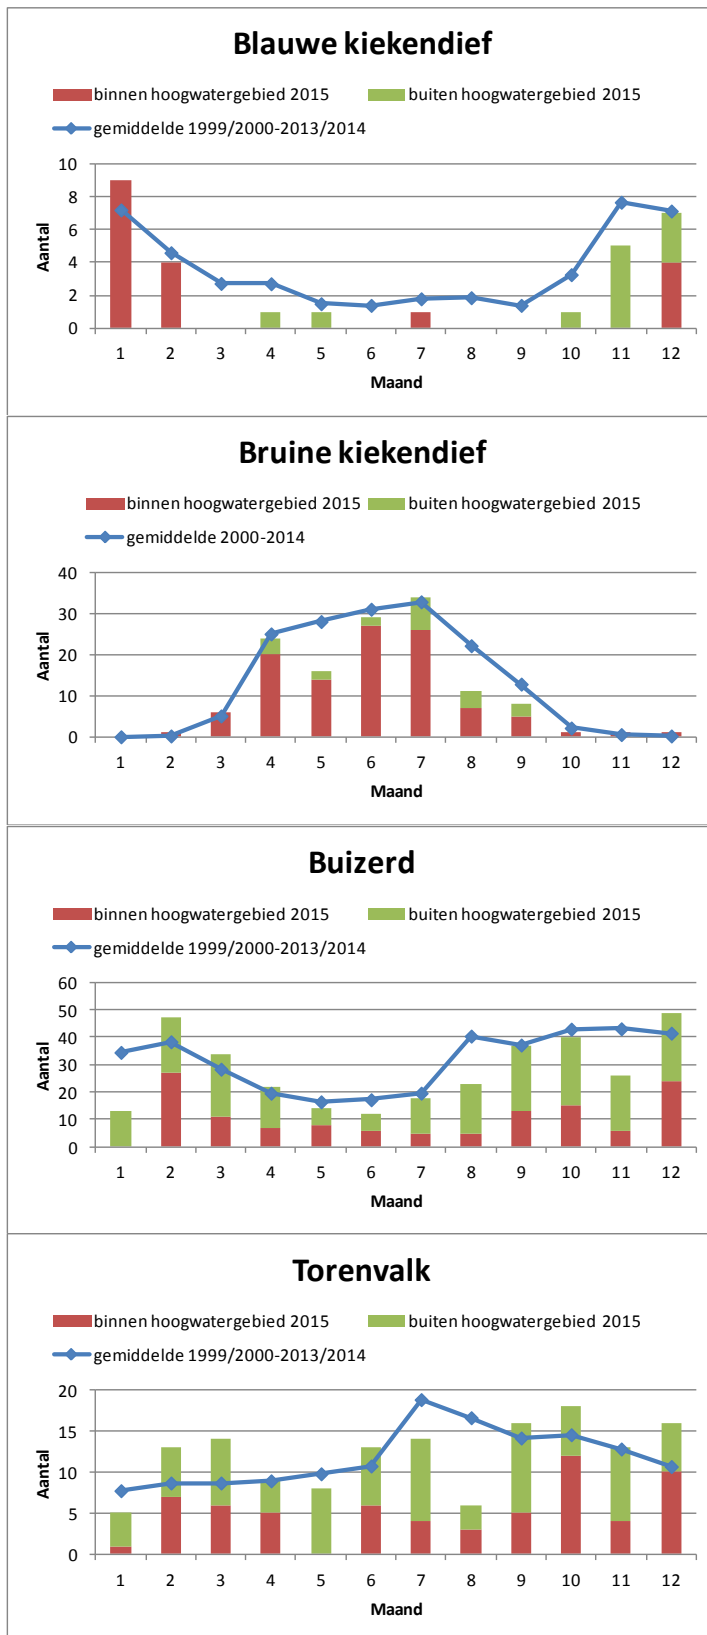 Blauwe kiekendief
binnen hoogwatergebied 2015 buiten hoogwatergebied 2015
gemiddelde 1999/2000-2013/2014
10
8
6
4
2
0
Aantal
1 2 3 4 5 6 7 8 9 10 11 12
Maand
Bruine kiekendief
binnen hoogwatergebied 2015 buiten hoogwatergebied 2015
gemiddelde 2000-2014
40
30
20
10
0
Aantal
1 2 3 4 5 6 7 8 9 10 11 12
Maand
Buizerd
binnen hoogwatergebied 2015 buiten hoogwatergebied 2015
gemiddelde 1999/2000-2013/2014
60
50
40
30
20
10
0
Aantal
1 2 3 4 5 6 7 8 9 10 11 12
Maand
Torenvalk
binnen hoogwatergebied 2015 buiten hoogwatergebied 2015
gemiddelde 1999/2000-2013/2014
20
15
10
5
0
Aantal
1 2 3 4 5 6 7 8 9 10 11 12
Maand